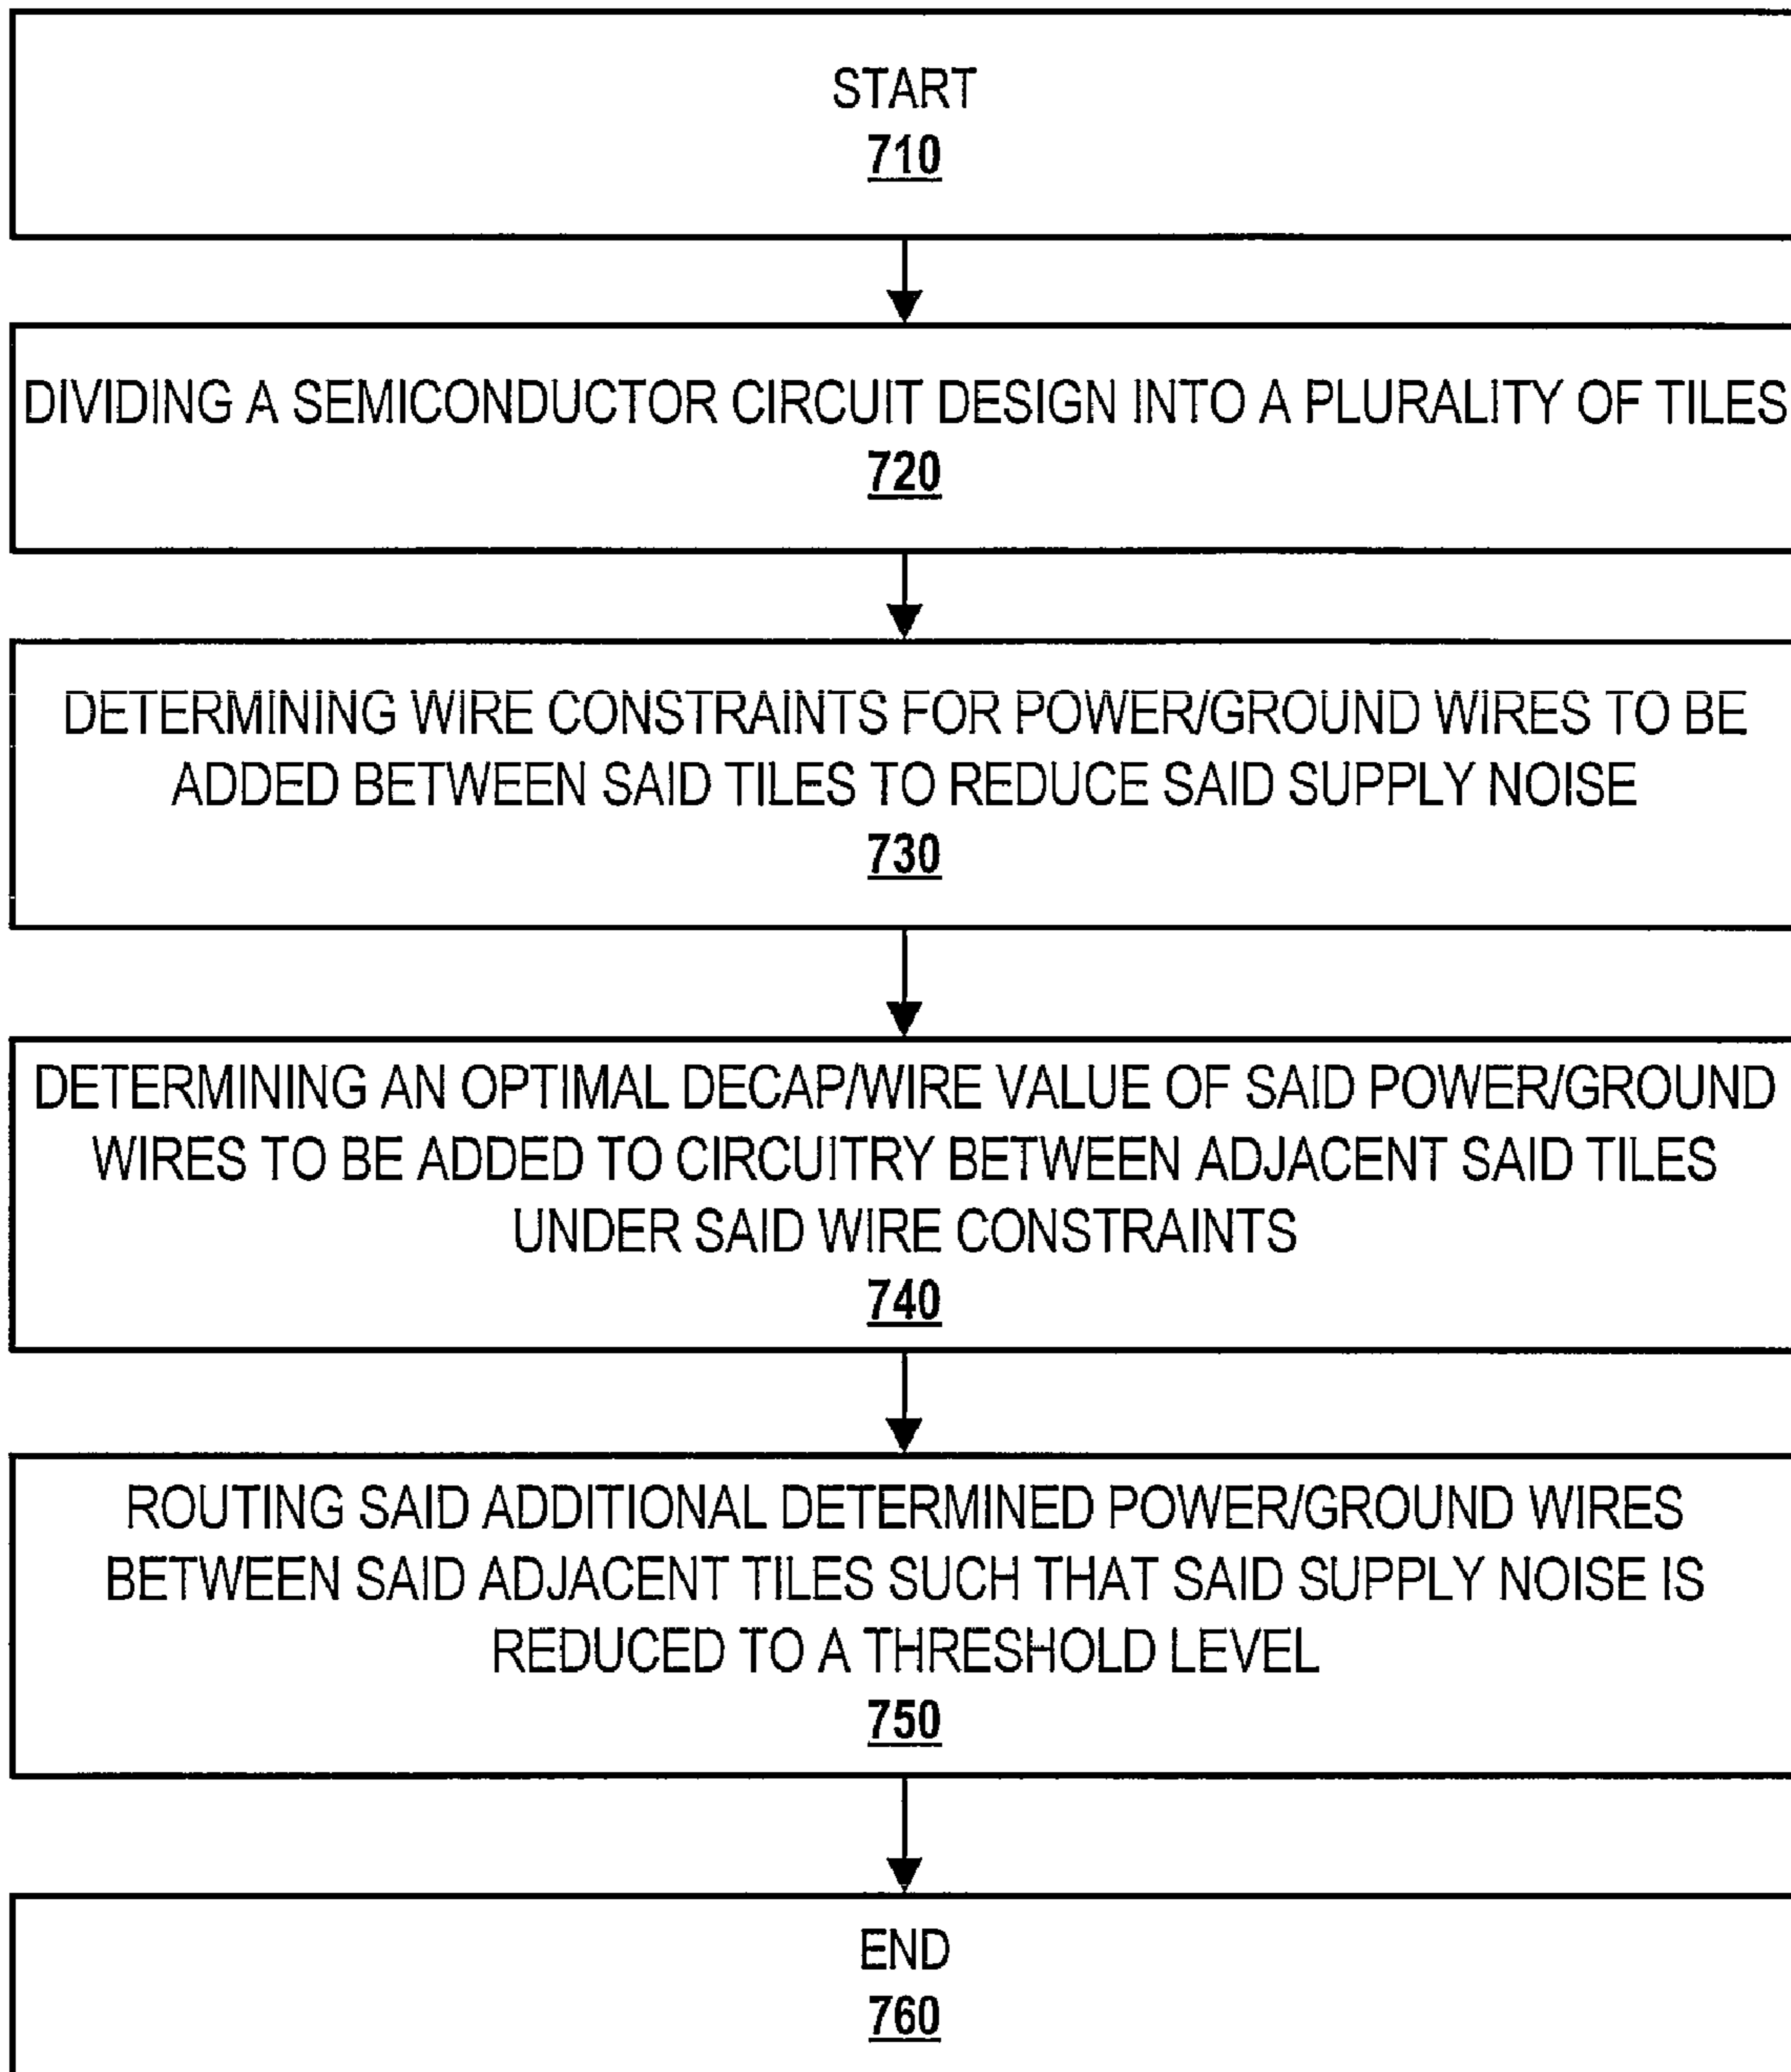 START
710
DIVIDING A SEMICONDUCTOR CIRCUIT DESIGN INTO A PLURALITY OF TILES
720
DETERMINING WIRE CONSTRAINTS FOR POWER/GROUND WIRES TO BE
ADDED BETWEEN SAID TILES TO REDUCE SAID SUPPLY NOISE
730
DETERMINING AN OPTIMAL DECAP/WIRE VALUE OF SAID POWER/GROUND
WIRES TO BE ADDED TO CIRCUITRY BETWEEN ADJACENT SAID TILES
UNDER SAID WIRE CONSTRAINTS
740
ROUTING SAID ADDITIONAL DETERMINED POWER/GROUND WIRES
BETWEEN SAID ADJACENT TILES SUCH THAT SAID SUPPLY NOISE IS
REDUCED TO A THRESHOLD LEVEL
750
END
760